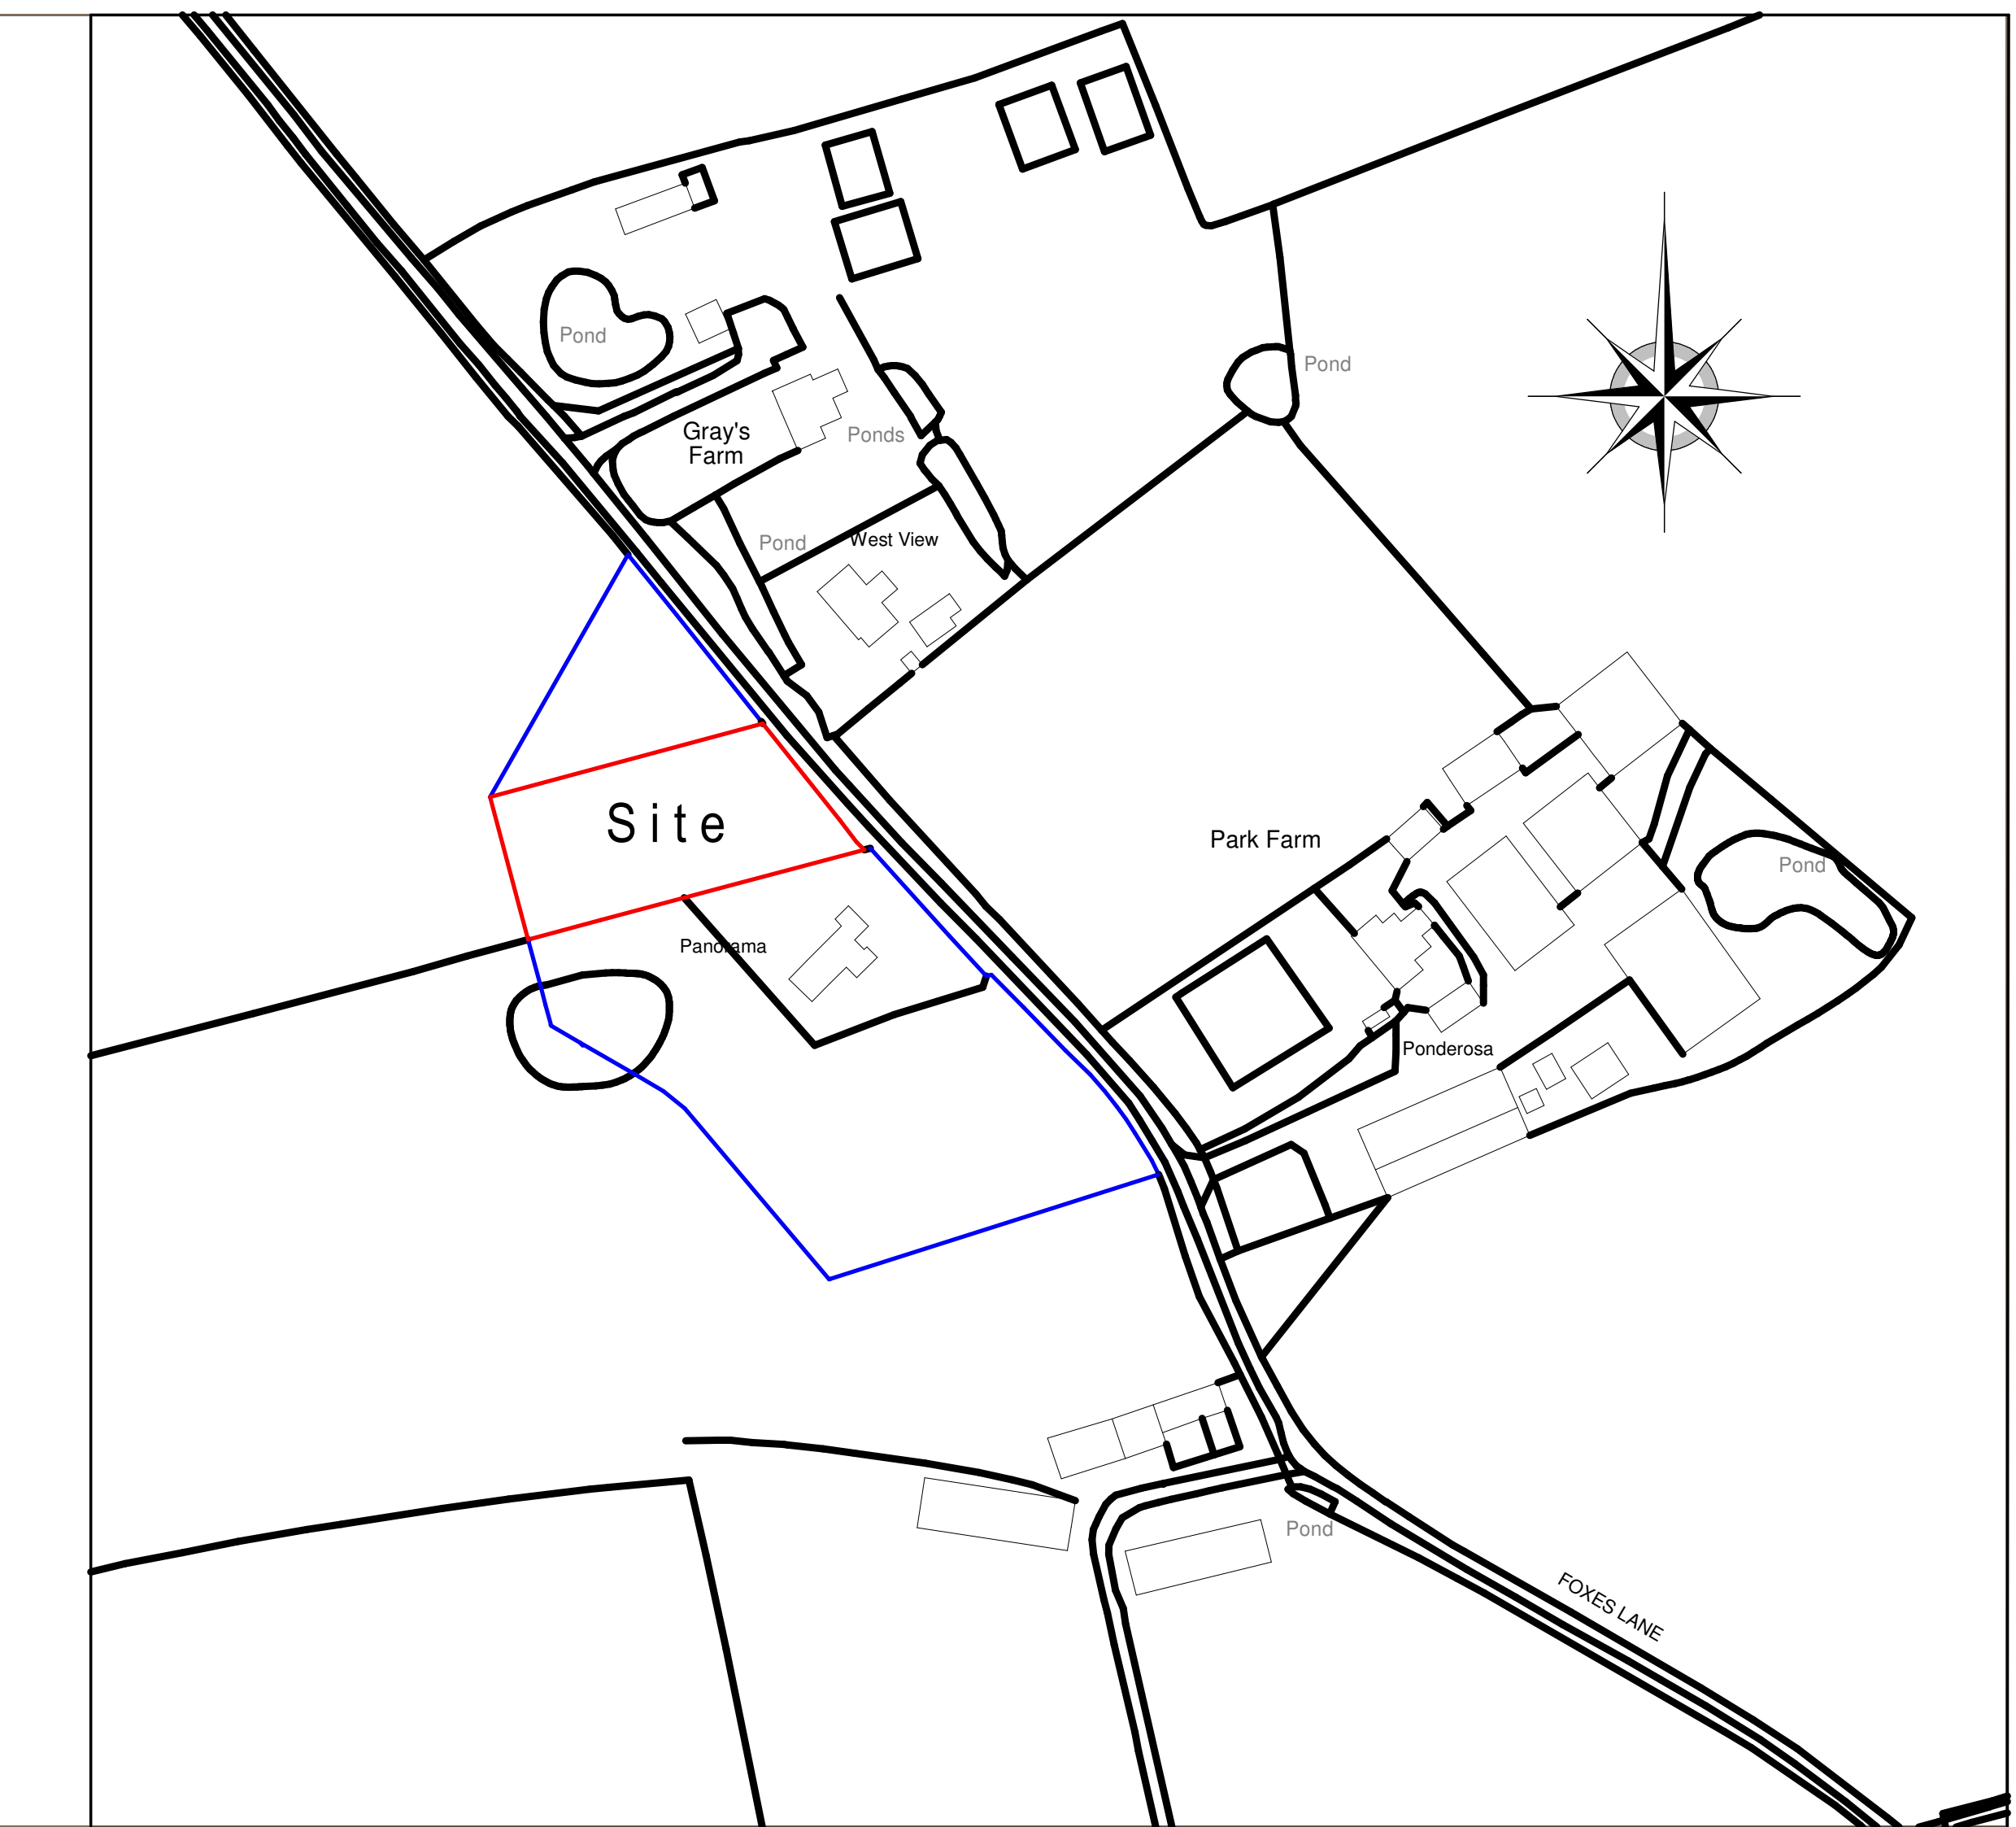 Pond
Pond
Gray's
Farm
Ponds
Pond
West View
Site
Park Farm
Pond
Panorama
Ponderosa
Pond
FOXES LANE